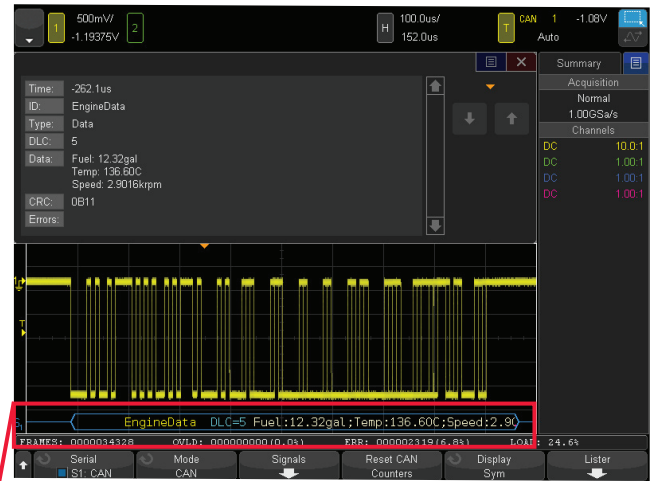 1 500mV/ 2 H 100.0us/ T CAN 1 -1.08V
-1.19375V 152.0us Auto
Summary
Time: -262.1us
ID: EngineData
Type: Data
DLC: 5
Data: Fuel: 12.32gal
Temp: 136.60C
Speed: 2.9016krpm
CRC: 0B11
Errors:
Acquisition
Normal
1.00GSa/s
Channels
DC 10.0:1
DC 1.00:1
DC 1.00:1
DC 1.00:1
T
S1 EngineData DLC=5 Fuel:12.32gal;Temp:136.60C;Speed:2.90
FRAMES: 0000034328 OVLD: 000000000(0.0%) ERR: 000002319(6.8%) LOAD: 24.6%
Serial Mode Signals Reset CAN Display Lister
S1: CAN CAN Counters Sym